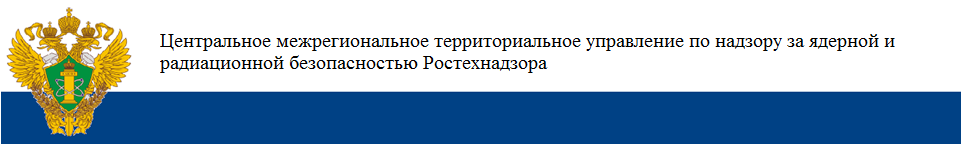 Центральное межрегиональное территориальное управление по надзору за ядерной и
радиационной безопасностью Ростехнадзора